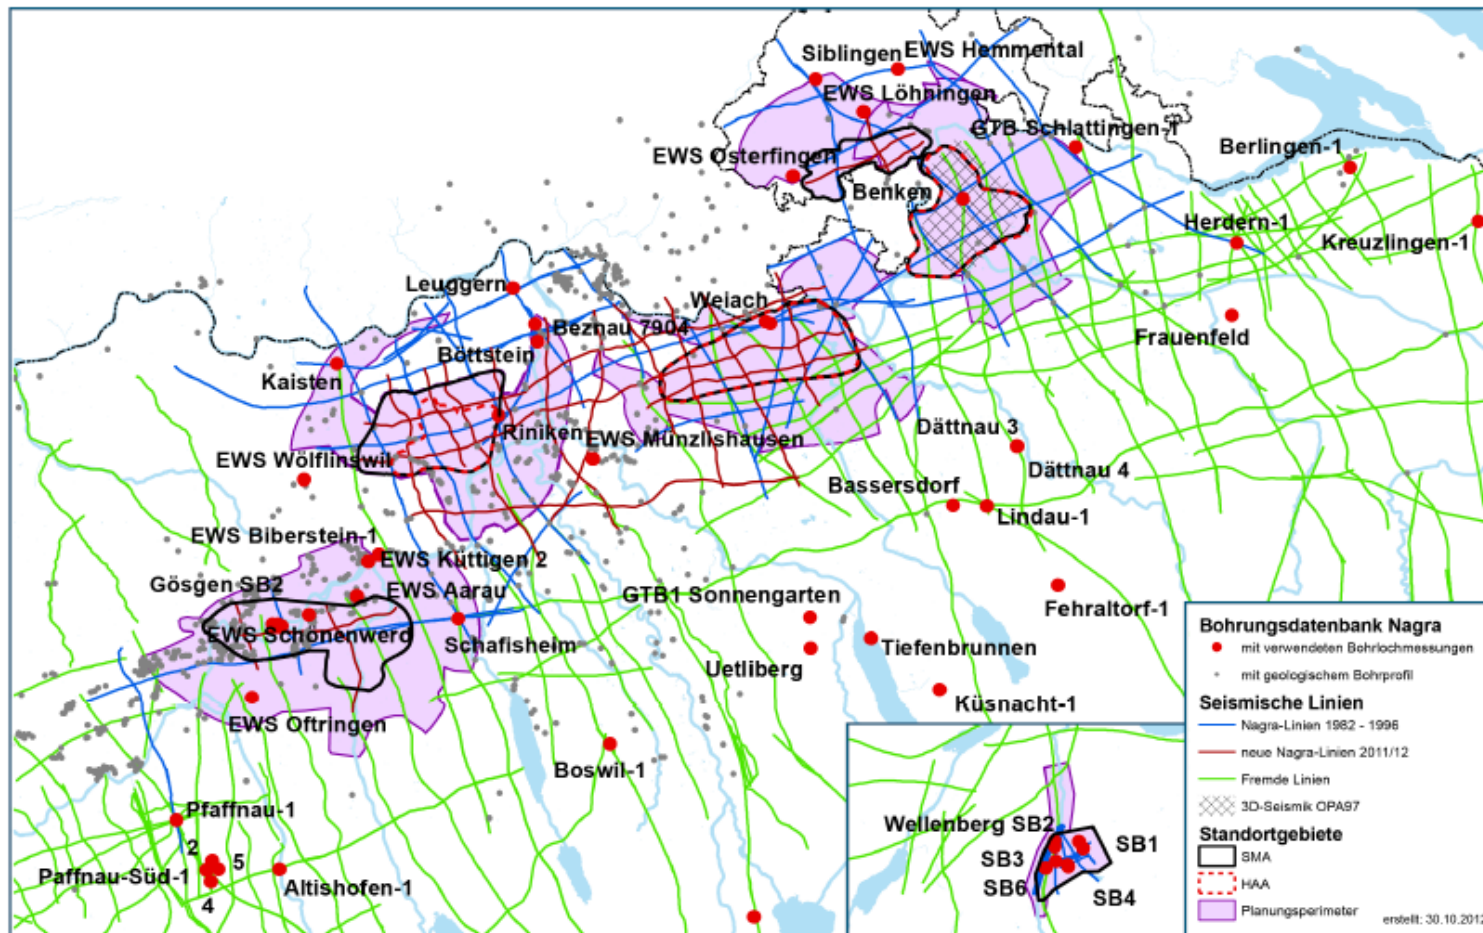 Siblingen
EWS Hemmental
EWS Löhningen
GTB Schlattingen-1
EWS Osterfingen
Berlingen-1
Benken
Herdern-1
Kreuzlingen-1
Leuggern
Weiach
Beznau 7904
Böttstein
Frauenfeld
Kaisten
Riniken
EWS Münzlishausen
Dättnau 3
EWS Wölflinswil
Dättnau 4
Bassersdorf
Lindau-1
EWS Biberstein-1
EWS Küttigen 2
Gösgen SB2
EWS Aarau
GTB1 Sonnengarten
Fehraltorf-1
EWS Schönenwerd
Schafisheim
Tiefenbrunnen
Uetliberg
EWS Oftringen
Küsnacht-1
Boswil-1
Pfaffnau-1
2
5
Paffnau-Süd-1
Altishofen-1
4
Wellenberg SB2
SB1
SB3
SB6
SB4
Bohrungsdatenbank Nagra
mit verwendeten Bohrlochmessungen
mit geologischem Bohrprofil
Seismische Linien
Nagra-Linien 1982 - 1996
neue Nagra-Linien 2011/12
Fremde Linien
3D-Seismik OPA97
Standortgebiete
SMA
HAA
Planungsperimeter
erstellt: 30.10.2012